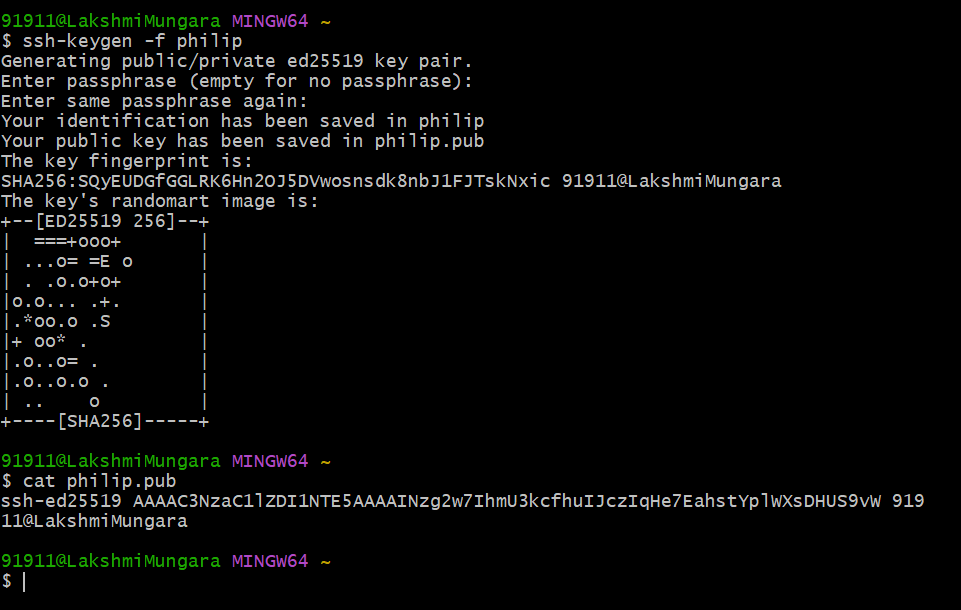 91911@LakshmiMungara MINGW64 ~
$ ssh-keygen -f philip
Generating public/private ed25519 key pair.
Enter passphrase (empty for no passphrase):
Enter same passphrase again:
Your identification has been saved in philip
Your public key has been saved in philip.pub
The key fingerprint is:
SHA256:SQyEUDGfGGLRK6Hn2OJ5DVwosnsdk8nbJ1FJTskNxic 91911@LakshmiMungara
The key's randomart image is:
+--[ED25519 256]--+
|  ===+ooo+       |
| ...o= =E o      |
| . .o.o+o+       |
|o.o... .+.       |
|.*oo.o .S        |
|+ oo* .          |
|.o..o= .         |
|.o..o.o .        |
| ..    o         |
+----[SHA256]-----+
91911@LakshmiMungara MINGW64 ~
$ cat philip.pub
ssh-ed25519 AAAAC3NzaC1lZDI1NTE5AAAAINzg2w7IhmU3kcfhuIJczIqHe7EahstYplWXsDHUS9vW 919
11@LakshmiMungara
91911@LakshmiMungara MINGW64 ~
$